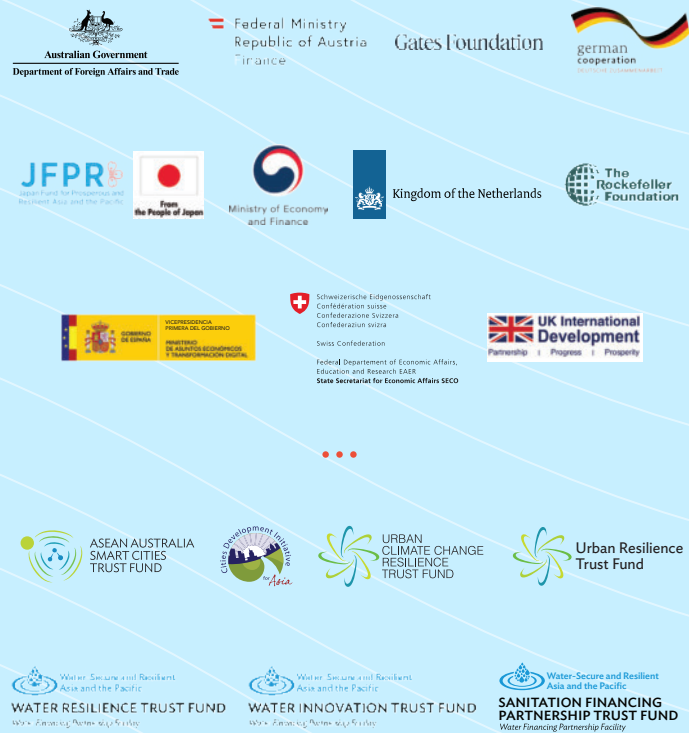 Australian Government
Department of Foreign Affairs and Trade
Federal Ministry
Republic of Austria
Finance
Gates Foundation
german
cooperation
DEUTSCHE ZUSAMMENARBEIT
JFPR
Japan Fund for Prosperous and
Resilient Asia and the Pacific
From
the People of Japan
Ministry of Economy
and Finance
Kingdom of the Netherlands
The
Rockefeller
Foundation
GOBIERNO
DE ESPAÑA
VICEPRESIDENCIA
PRIMERA DEL GOBIERNO
MINISTERIO
DE ASUNTOS ECONÓMICOS
Y TRANSFORMACIÓN DIGITAL
Schweizerische Eidgenossenschaft
Confédération suisse
Confederazione Svizzera
Confederaziun svizra
Swiss Confederation
Federal Departement of Economic Affairs,
Education and Research EAER
State Secretariat for Economic Affairs SECO
UK International
Development
Partnership | Progress | Prosperity
ASEAN AUSTRALIA
SMART CITIES
TRUST FUND
Cities Development Initiative
for Asia
URBAN
CLIMATE CHANGE
RESILIENCE
TRUST FUND
Urban Resilience
Trust Fund
Water-Secure and Resilient
Asia and the Pacific
WATER RESILIENCE TRUST FUND
Water Financing Partnership Facility
Water-Secure and Resilient
Asia and the Pacific
WATER INNOVATION TRUST FUND
Water Financing Partnership Facility
Water-Secure and Resilient
Asia and the Pacific
SANITATION FINANCING
PARTNERSHIP TRUST FUND
Water Financing Partnership Facility